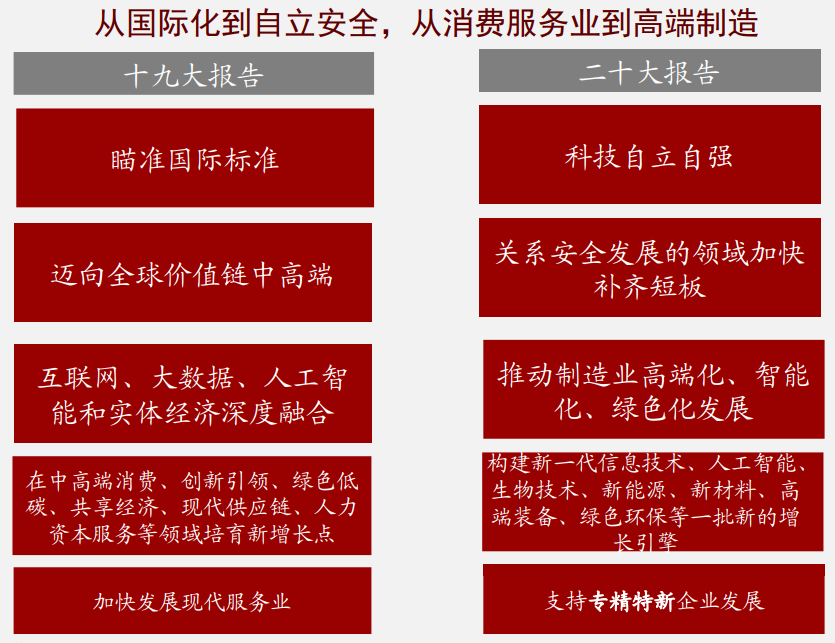 从国际化到自立安全，从消费服务业到高端制造
十九大报告
瞄准国际标准
迈向全球价值链中高端
互联网、大数据、人工智
能和实体经济深度融合
在中高端消费、创新引领、绿色低
碳、共享经济、现代供应链、人力
资本服务等领域培育新增长点
加快发展现代服务业
二十大报告
科技自立自强
关系安全发展的领域加快
补齐短板
推动制造业高端化、智能
化、绿色化发展
构建新一代信息技术、人工智能、
生物技术、新能源、新材料、高
端装备、绿色环保等一批新的增
长引擎
支持专精特新企业发展